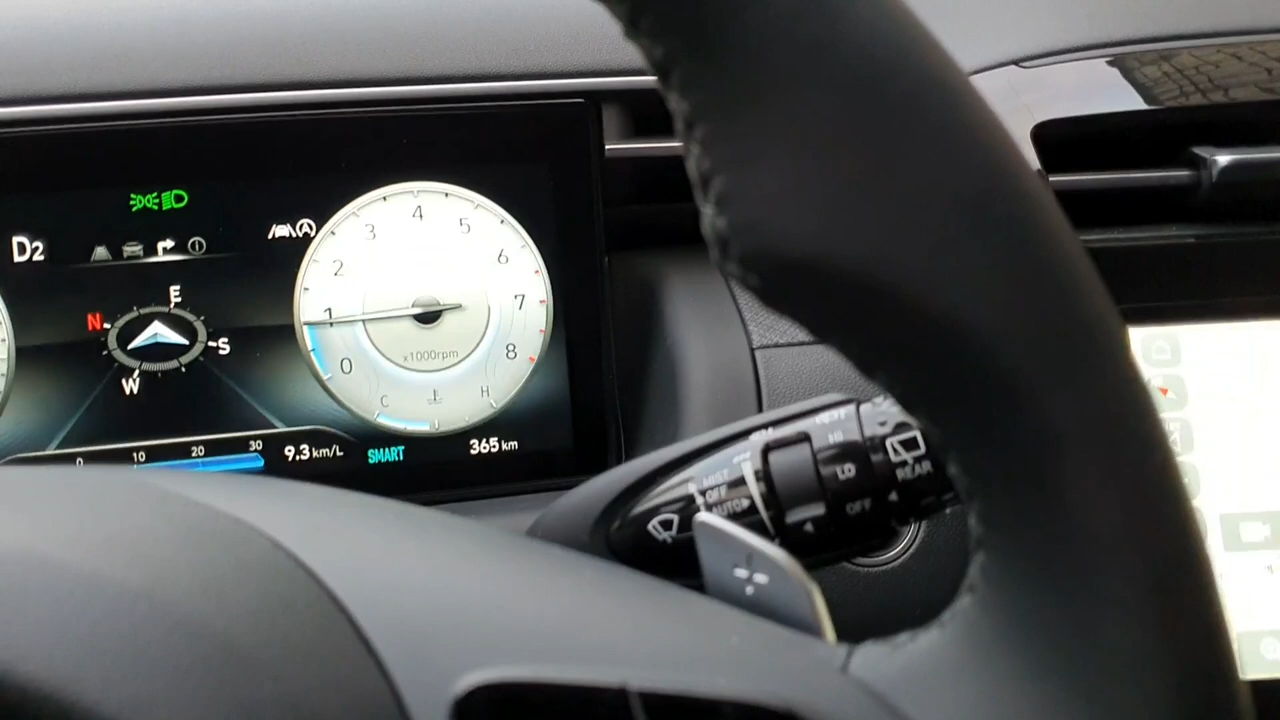 D2
E
N
S
W
0 10 20 30
9.3 km/L
SMART
0 1 2 3 4 5 6 7 8
x1000rpm
C H
365 km
MIST
OFF
AUTO
HI
LO
OFF
REAR